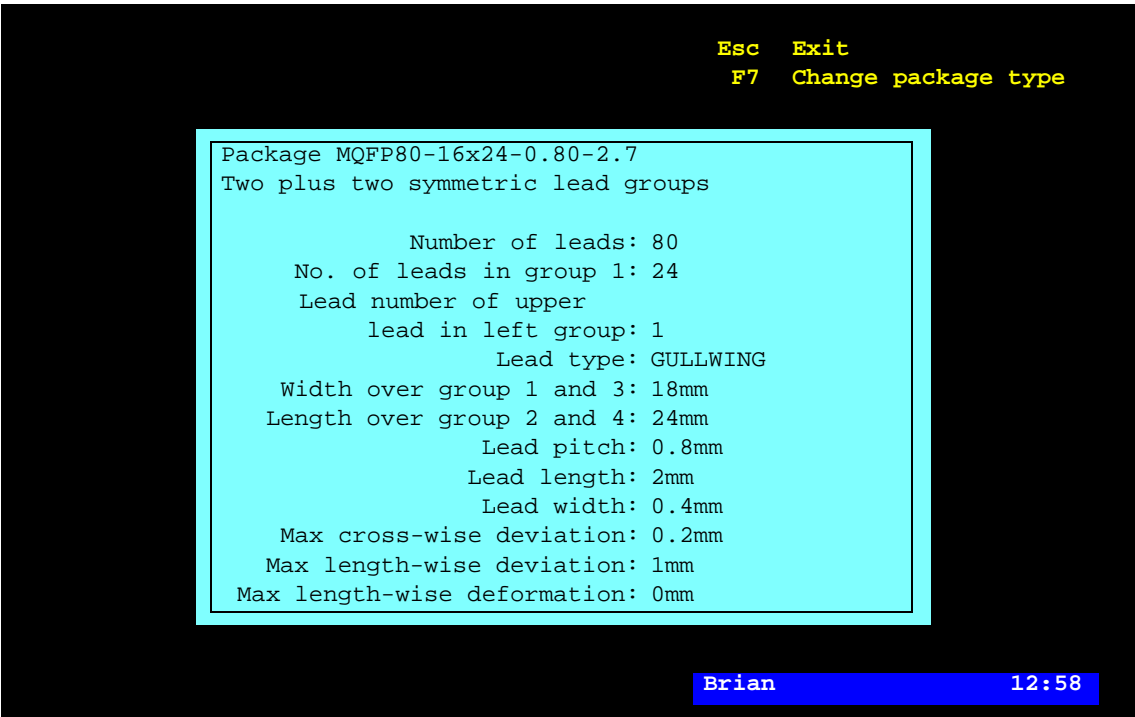 Esc Exit
F7 Change package type
Package MQFP80-16x24-0.80-2.7
Two plus two symmetric lead groups
Number of leads: 80
No. of leads in group 1: 24
Lead number of upper
lead in left group: 1
Lead type: GULLWING
Width over group 1 and 3: 18mm
Length over group 2 and 4: 24mm
Lead pitch: 0.8mm
Lead length: 2mm
Lead width: 0.4mm
Max cross-wise deviation: 0.2mm
Max length-wise deviation: 1mm
Max length-wise deformation: 0mm
Brian 12:58